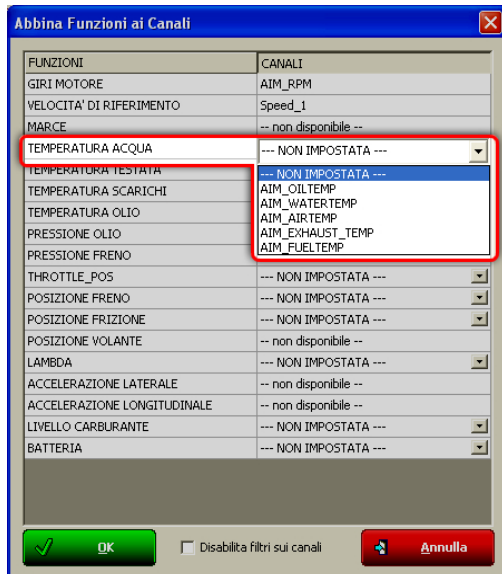 Abbina Funzioni ai Canali
FUNZIONI CANALI
GIRI MOTORE AIM_RPM
VELOCITA' DI RIFERIMENTO Speed_1
MARCE -- non disponibile --
TEMPERATURA ACQUA --- NON IMPOSTATA ---
TEMPERATURA TESTATA --- NON IMPOSTATA ---
TEMPERATURA SCARICHI AIM_OILTEMP
AIM_WATERTEMP
TEMPERATURA OLIO AIM_AIRTEMP
PRESSIONE OLIO AIM_EXHAUST_TEMP
PRESSIONE FRENO AIM_FUELTEMP
THROTTLE_POS --- NON IMPOSTATA ---
POSIZIONE FRENO --- NON IMPOSTATA ---
POSIZIONE FRIZIONE --- NON IMPOSTATA ---
POSIZIONE VOLANTE -- non disponibile --
LAMBDA --- NON IMPOSTATA ---
ACCELERAZIONE LATERALE -- non disponibile --
ACCELERAZIONE LONGITUDINALE -- non disponibile --
LIVELLO CARBURANTE --- NON IMPOSTATA ---
BATTERIA --- NON IMPOSTATA ---
OK Disabilita filtri sui canali Annulla